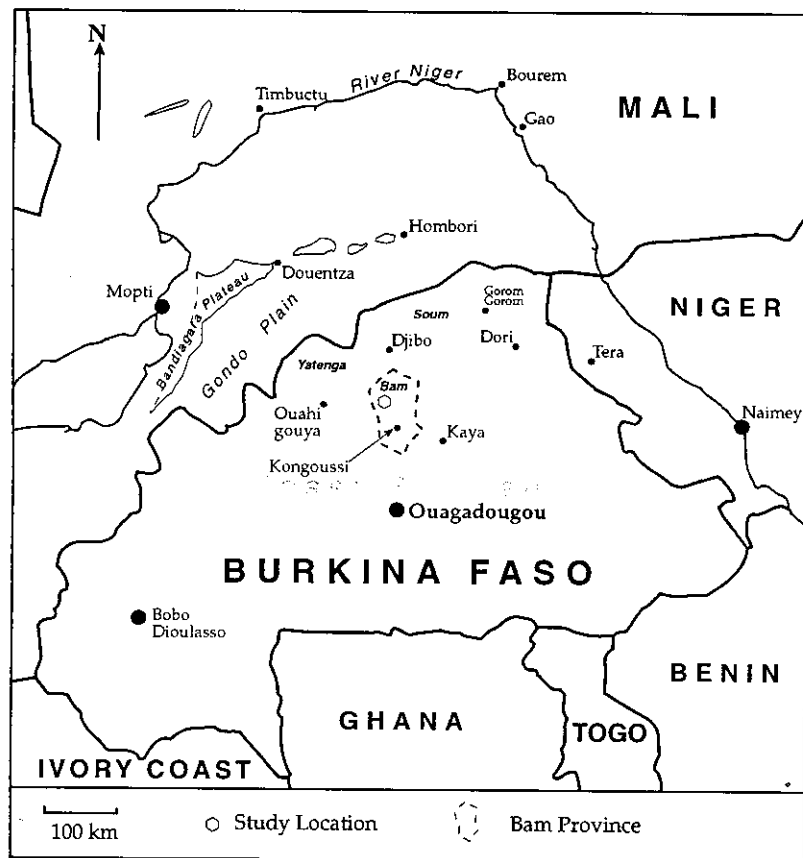 N
River Niger
Timbuctu
Bourem
Gao
MALI
Hombori
Douentza
Mopti
Bandiagara Plateau
Gondo Plain
NIGER
Gorom
Gorom
Soum
Djibo
Dori
Tera
Yatenga
Bam
Ouahi
gouya
Naimey
Kaya
Kongoussi
Ouagadougou
BURKINA FASO
Bobo
Dioulasso
BENIN
GHANA
TOGO
IVORY COAST
100 km
Study Location
Bam Province